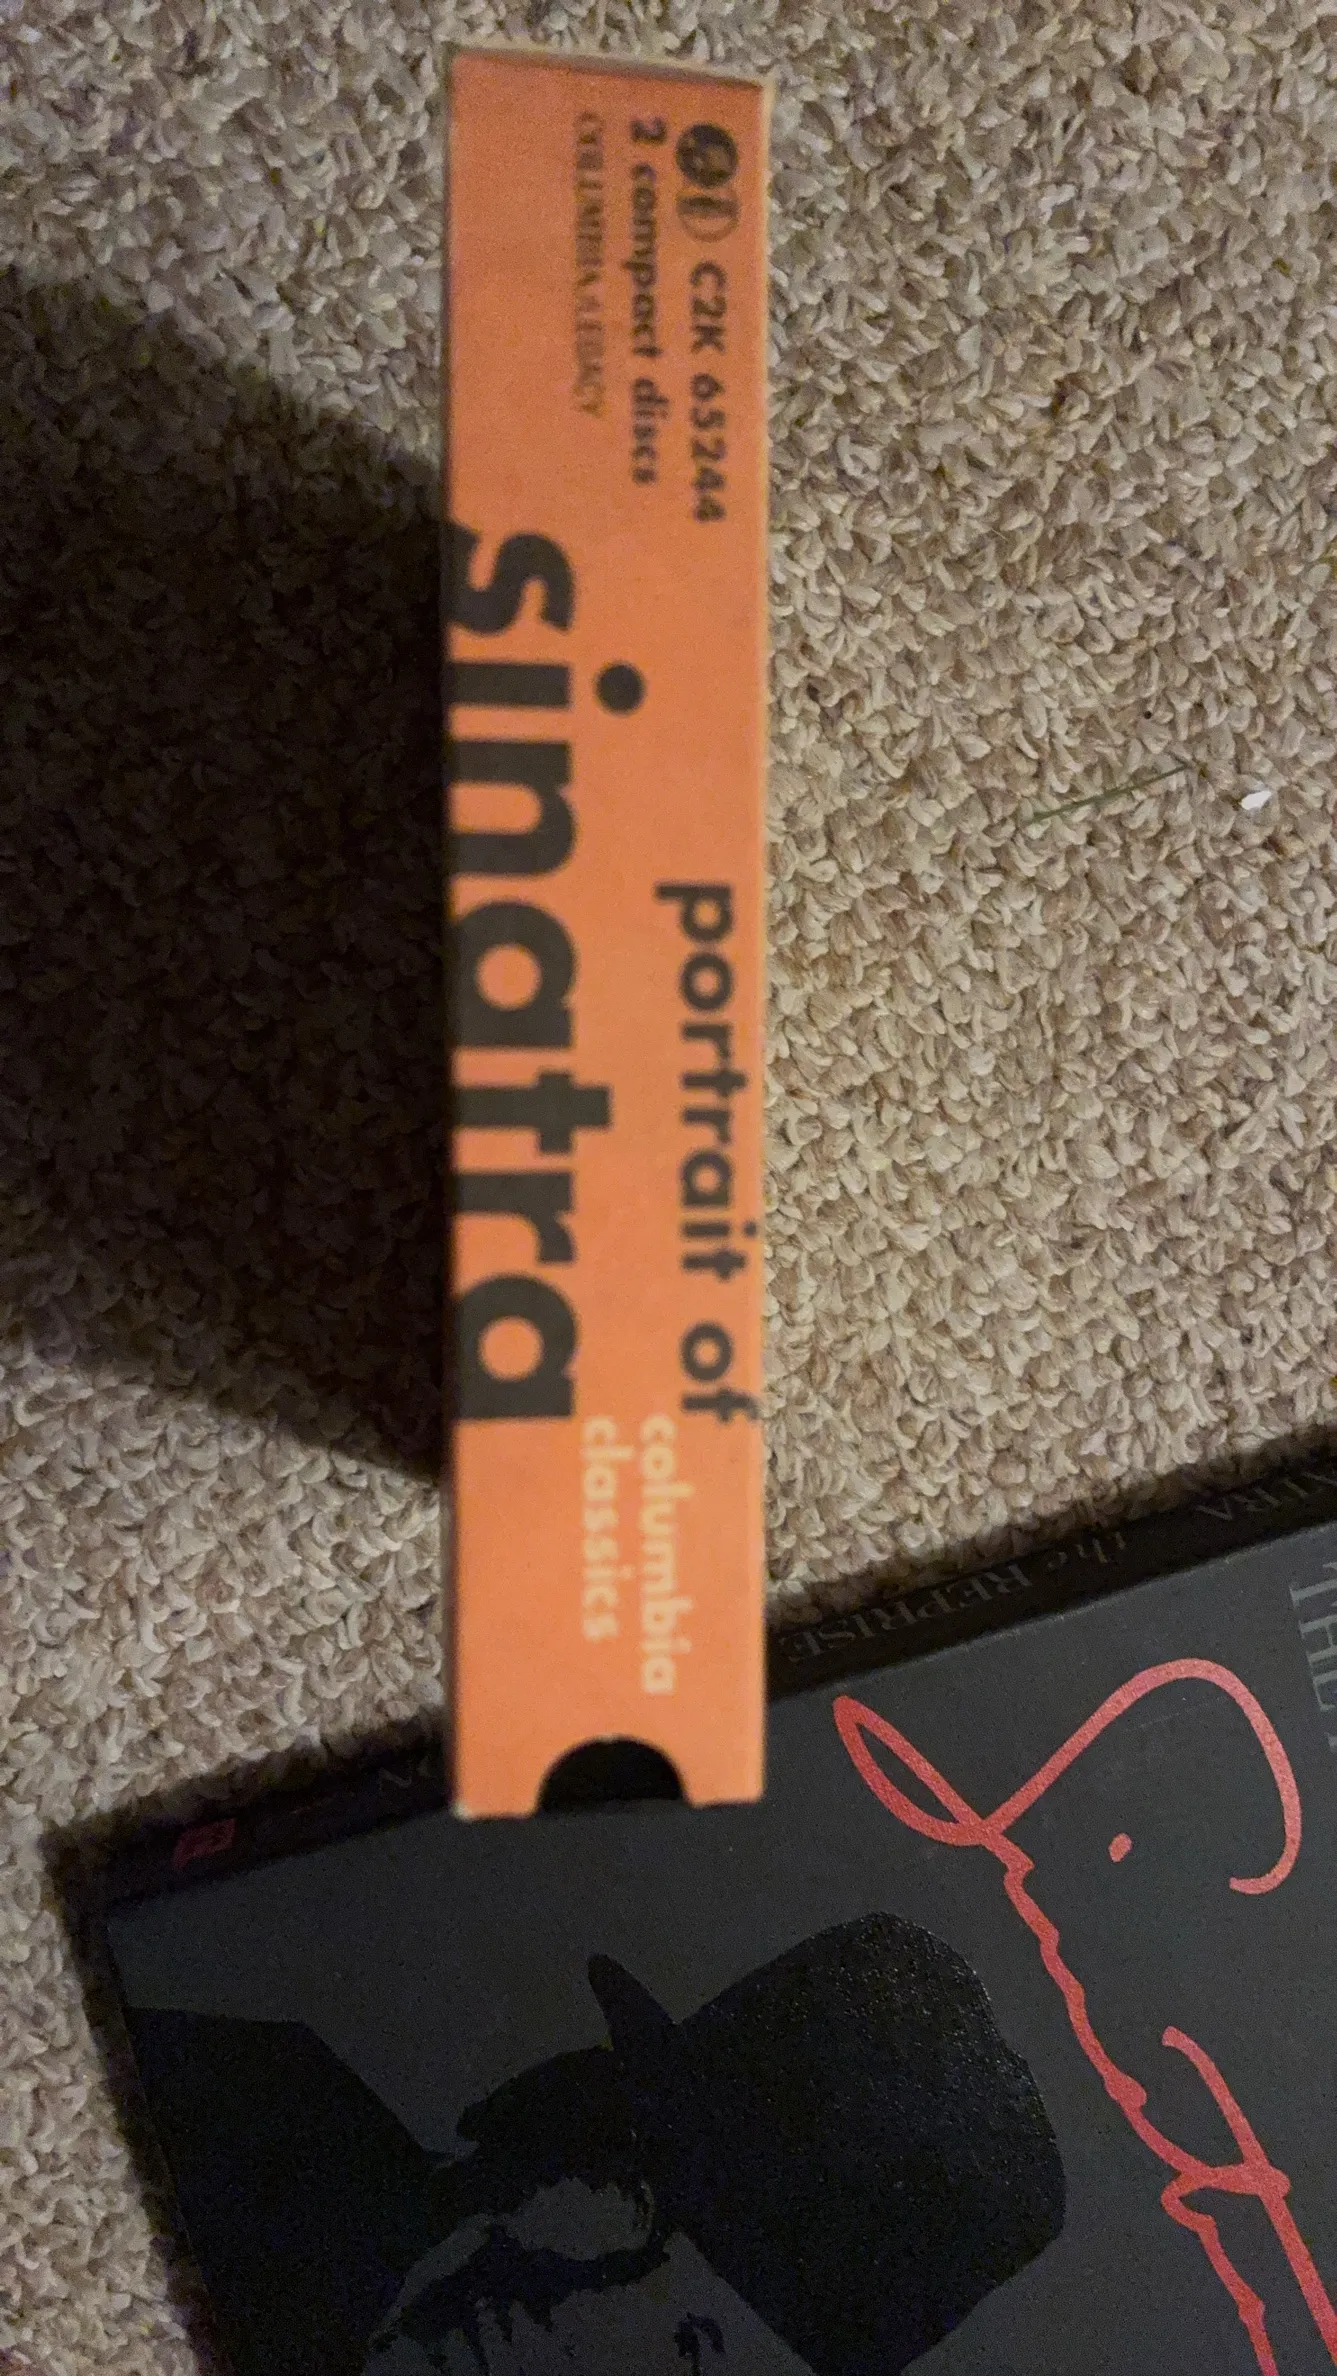 C2K 65244
2 compact discs
COLUMBIA/LEGACY
portrait of
sinatra
columbia
classics
the REPRISE